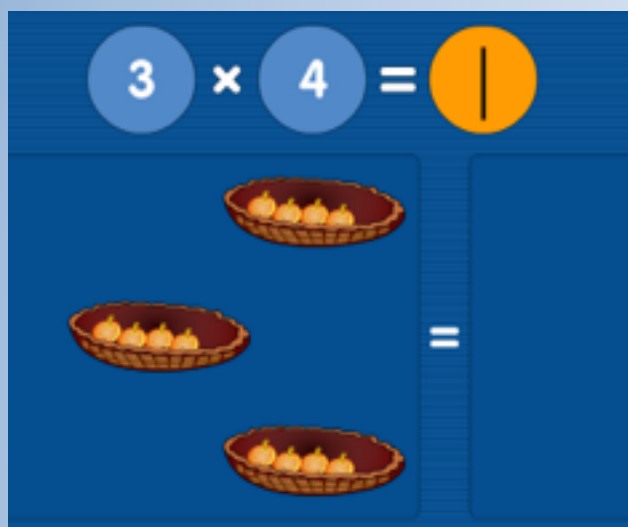 3 × 4 =
=